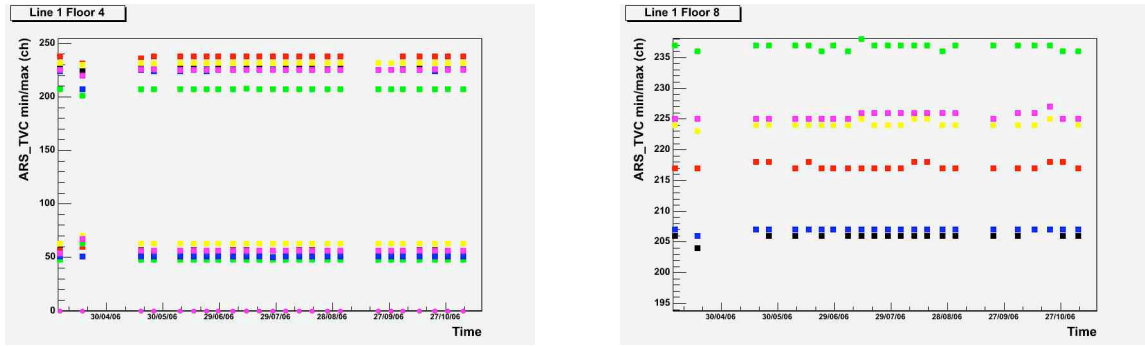 Line 1 Floor 4
ARS_TVC min/max (ch)
250
200
150
100
50
0
30/04/06 30/05/06 29/06/06 29/07/06 28/08/06 27/09/06 27/10/06
Time
Line 1 Floor 8
ARS_TVC min/max (ch)
235
230
225
220
215
210
205
200
195
30/04/06 30/05/06 29/06/06 29/07/06 28/08/06 27/09/06 27/10/06
Time